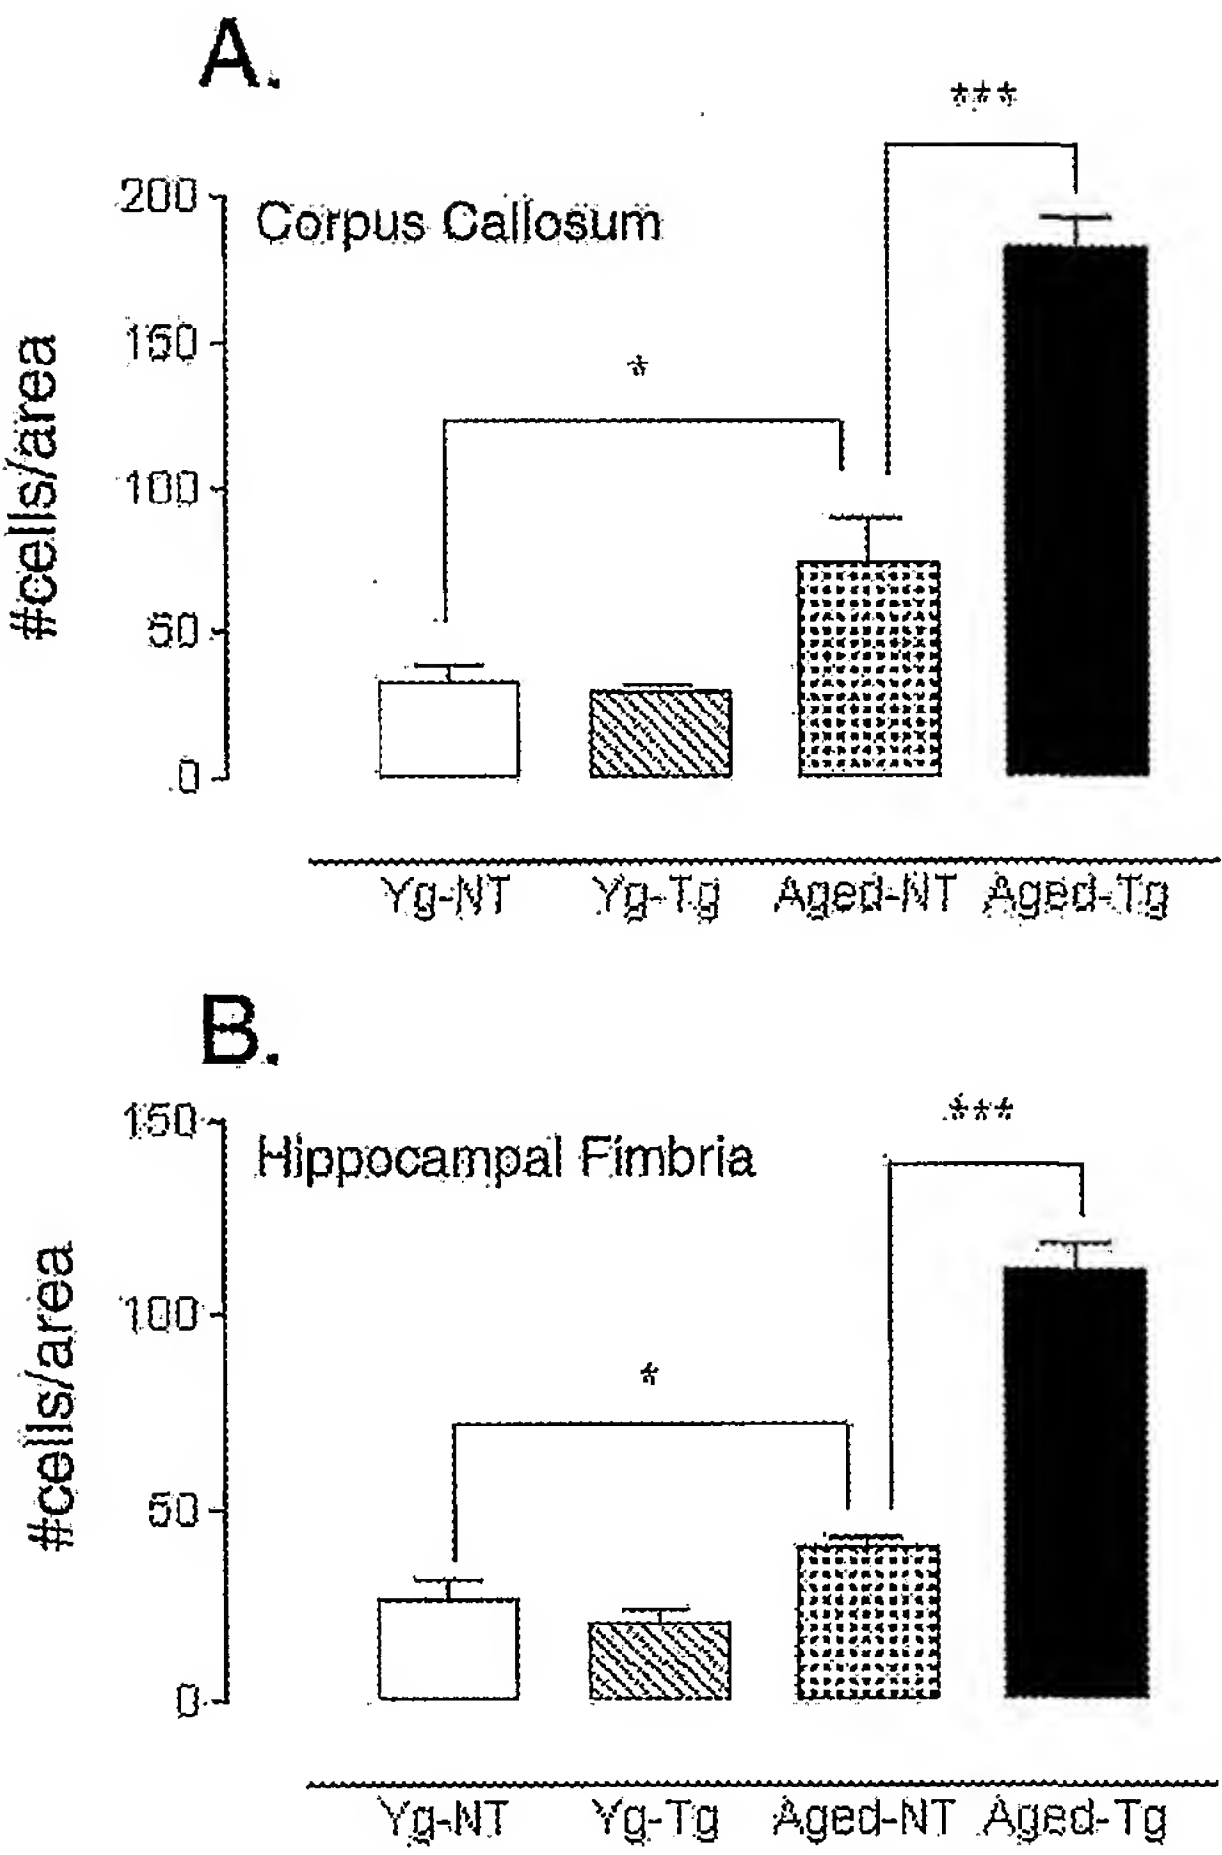 A.
***
200
Corpus Callosum
150
*
100
50
0
#cells/area
Yg-NT Yg-Tg Aged-NT Aged-Tg
B.
150
***
Hippocampal Fimbria
100
*
50
0
#cells/area
Yg-NT Yg-Tg Aged-NT Aged-Tg